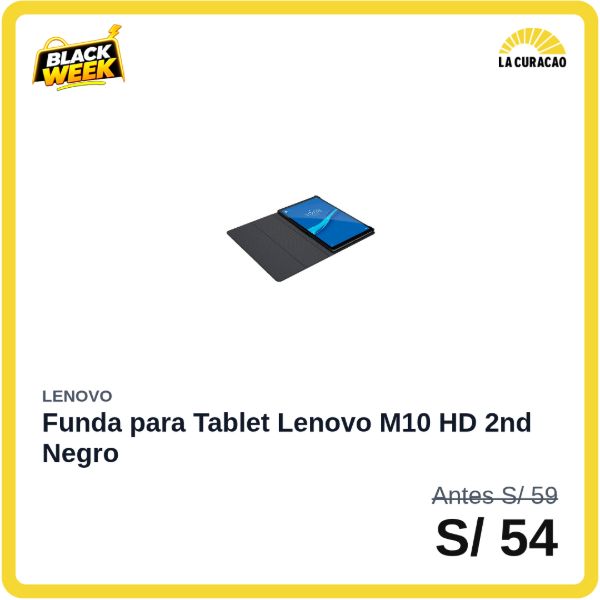 BLACK
WEEK
LA CURACAO
LENOVO
Funda para Tablet Lenovo M10 HD 2nd
Negro
Antes S/ 59
S/ 54